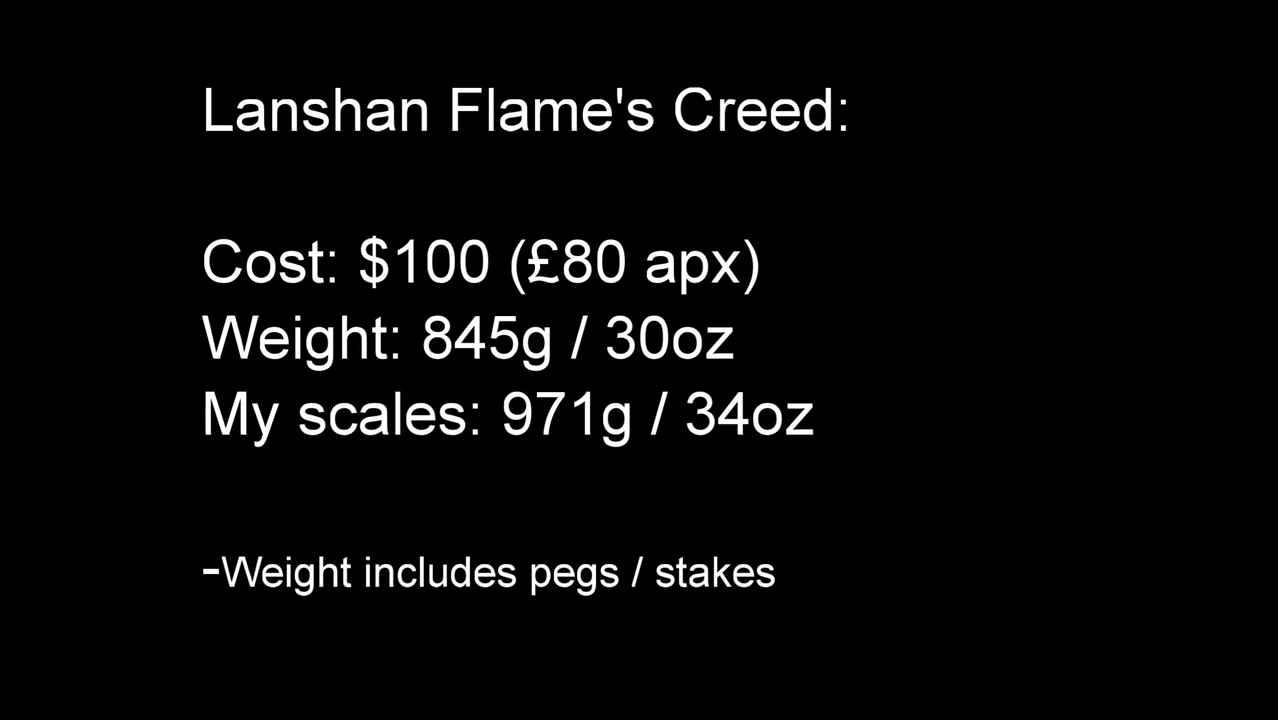 Lanshan Flame's Creed:
Cost: $100 (£80 apx)
Weight: 845g / 30oz
My scales: 971g / 34oz
-Weight includes pegs / stakes